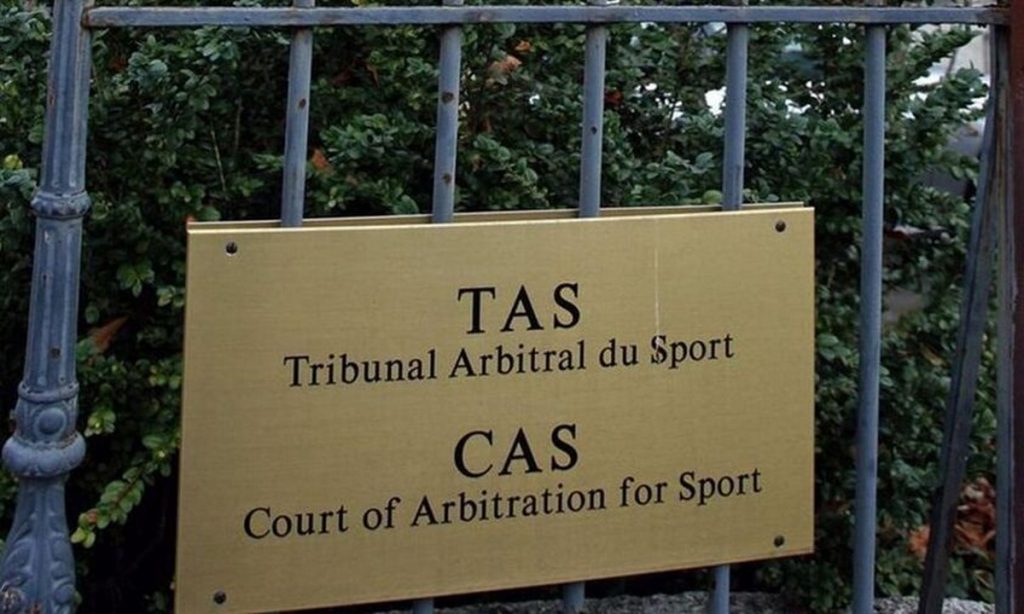 TAS
Tribunal Arbitral du Sport
CAS
Court of Arbitration for Sport